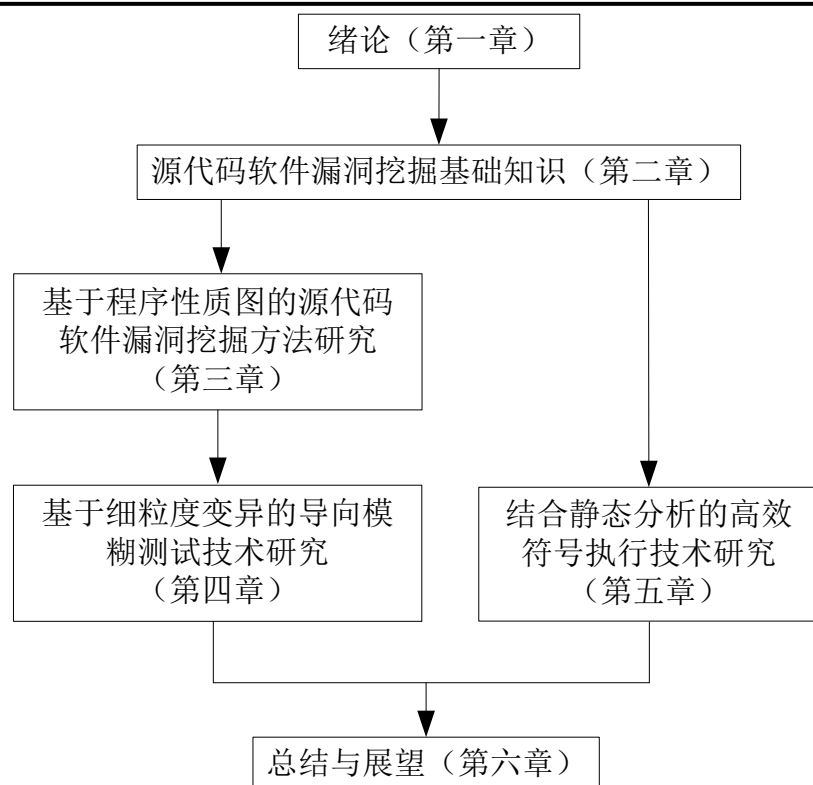 绪论（第一章）
源代码软件漏洞挖掘基础知识（第二章）
基于程序性质图的源代码
软件漏洞挖掘方法研究
（第三章）
基于细粒度变异的导向模
糊测试技术研究
（第四章）
结合静态分析的高效
符号执行技术研究
（第五章）
总结与展望（第六章）